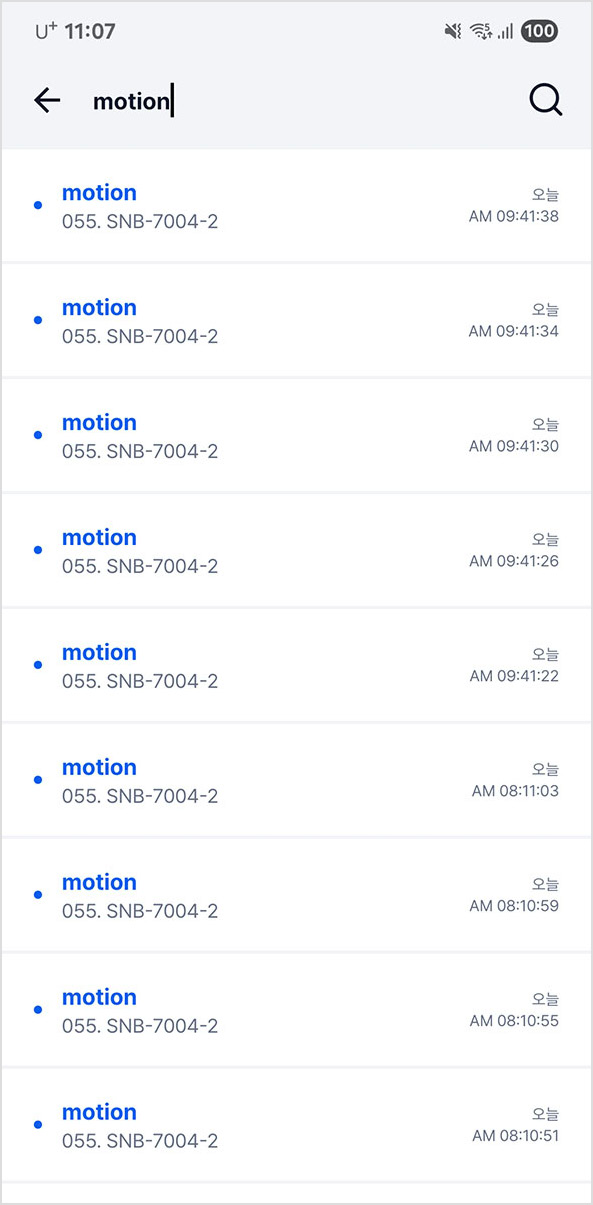 U+ 11:07 5 100
motion
motion
055. SNB-7004-2
오늘
AM 09:41:38
motion
055. SNB-7004-2
오늘
AM 09:41:34
motion
055. SNB-7004-2
오늘
AM 09:41:30
motion
055. SNB-7004-2
오늘
AM 09:41:26
motion
055. SNB-7004-2
오늘
AM 09:41:22
motion
055. SNB-7004-2
오늘
AM 08:11:03
motion
055. SNB-7004-2
오늘
AM 08:10:59
motion
055. SNB-7004-2
오늘
AM 08:10:55
motion
055. SNB-7004-2
오늘
AM 08:10:51